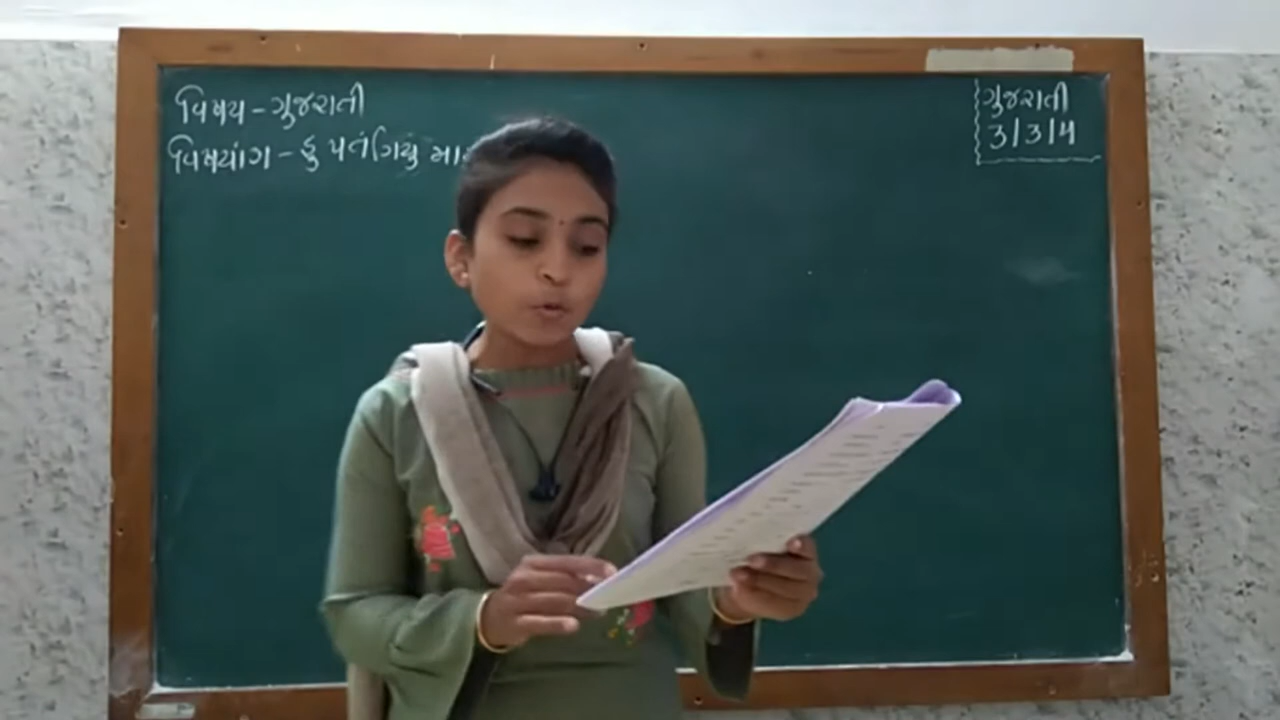 વિષય - ગુજરાતી
વિષયાંગ - હુ પતંગિયું
ગુજરાતી
3/3/4